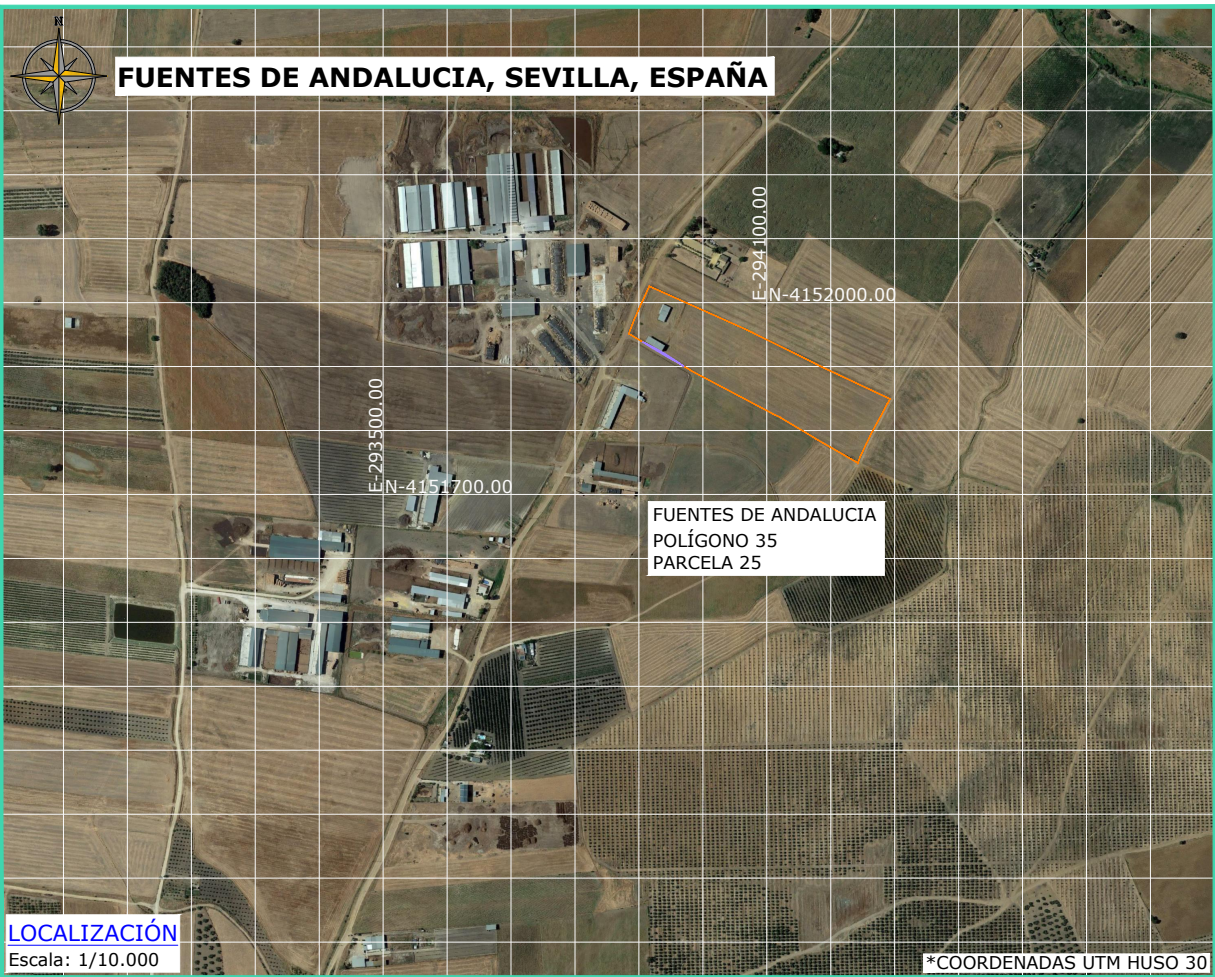 N
FUENTES DE ANDALUCIA, SEVILLA, ESPAÑA
E-294100.00
N-4152000.00
E-293500.00
N-4151700.00
FUENTES DE ANDALUCIA
POLÍGONO 35
PARCELA 25
LOCALIZACIÓN
Escala: 1/10.000
*COORDENADAS UTM HUSO 30